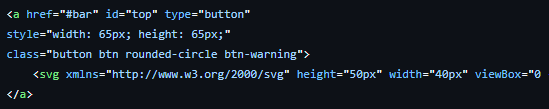 <a href="#bar" id="top" type="button"
style="width: 65px; height: 65px;"
class="button btn rounded-circle btn-warning">
<svg xmlns="http://www.w3.org/2000/svg" height="50px" width="40px" viewBox="0
</a>